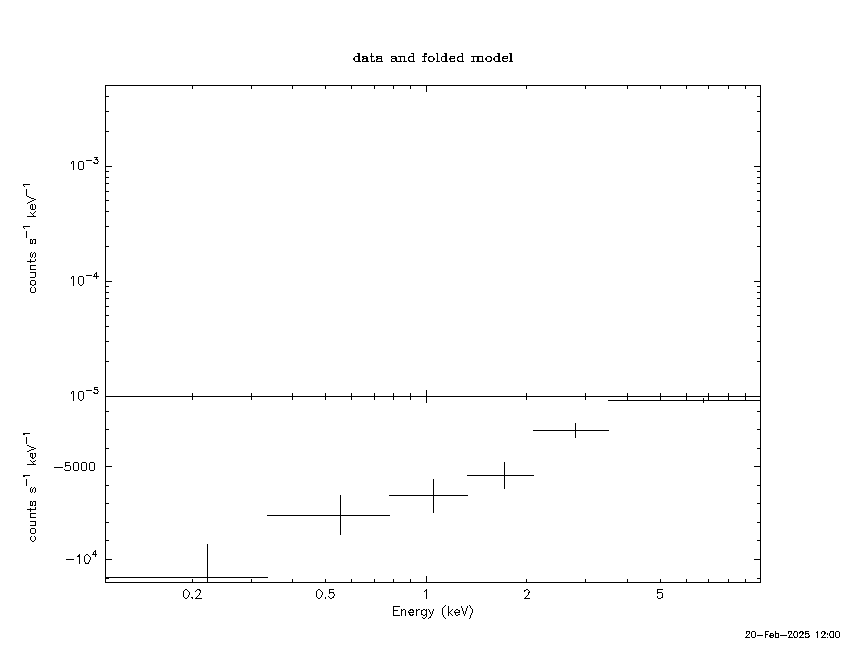 data and folded model
counts s⁻¹ keV⁻¹
10⁻³
10⁻⁴
10⁻⁵
counts s⁻¹ keV⁻¹
−5000
−10⁴
0.2 0.5 1 2 5
Energy (keV)
20−Feb−2025 12:00